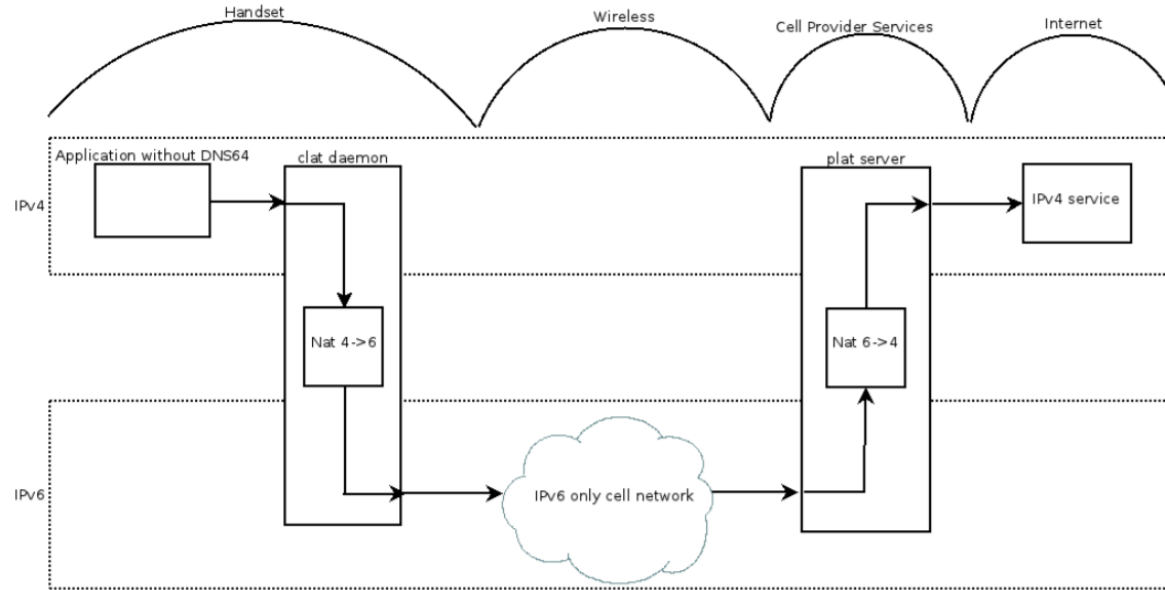 Handset
Wireless
Cell Provider Services
Internet
Application without DNS64
clat daemon
plat server
IPv4
IPv4 service
Nat 4->6
Nat 6->4
IPv6
IPv6 only cell network